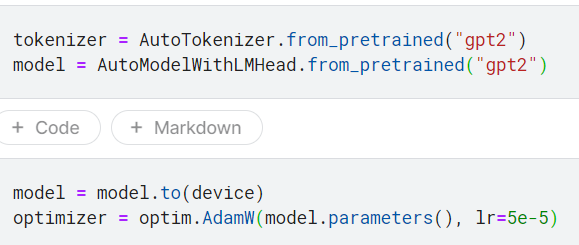 tokenizer = AutoTokenizer.from_pretrained("gpt2")
model = AutoModelWithLMHead.from_pretrained("gpt2")
+ Code + Markdown
model = model.to(device)
optimizer = optim.AdamW(model.parameters(), lr=5e-5)